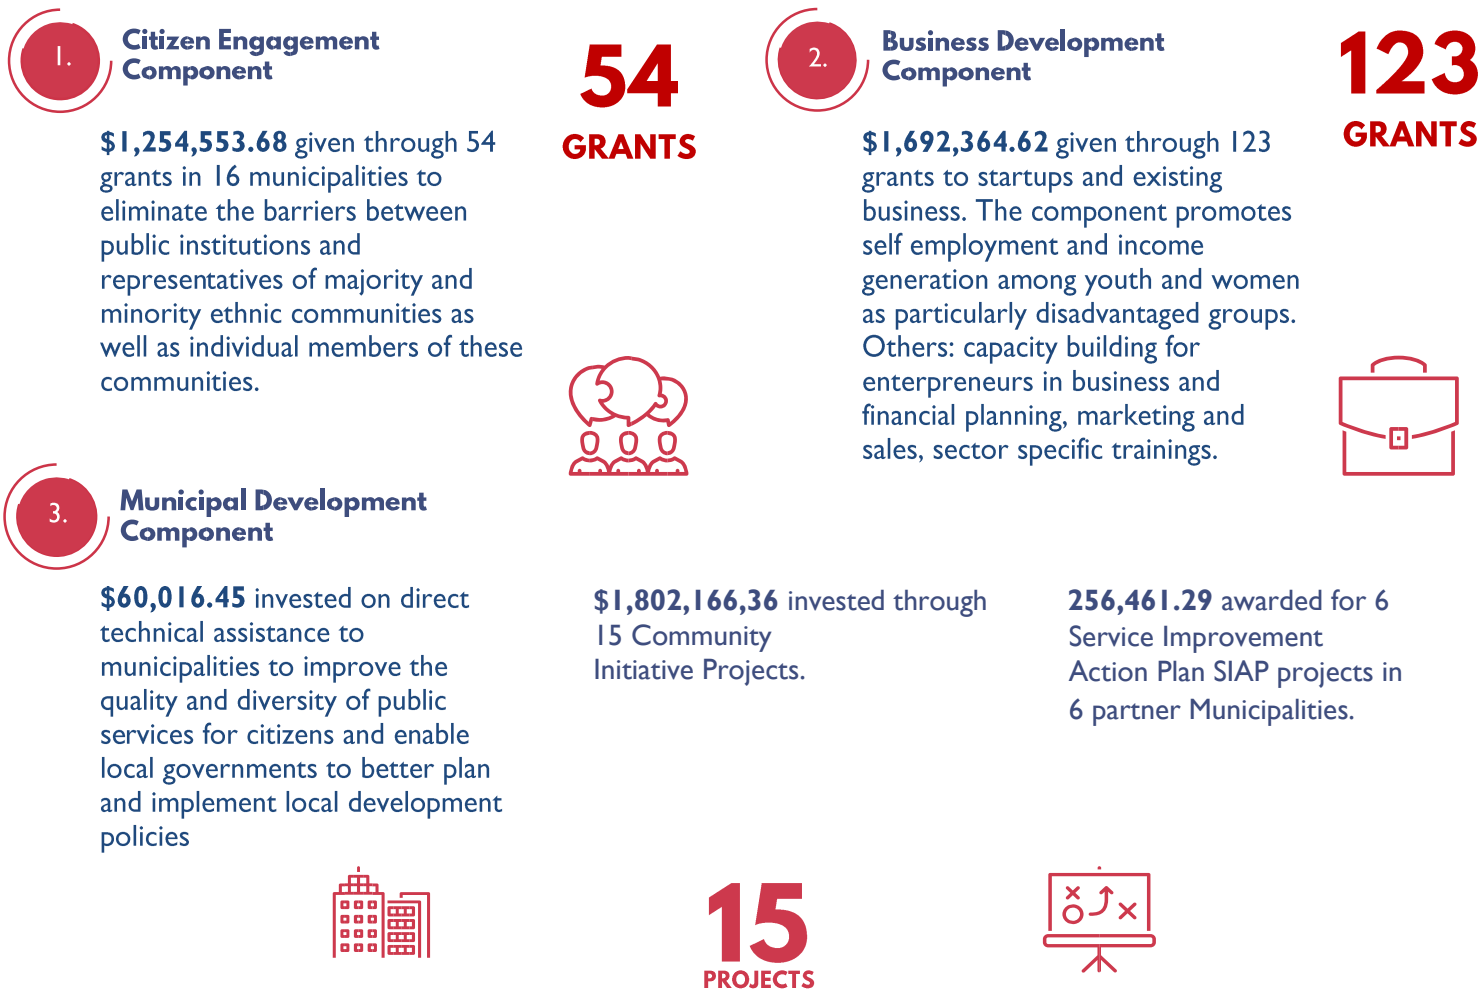 1.
Citizen Engagement
Component
54
GRANTS
$1,254,553.68 given through 54
grants in 16 municipalities to
eliminate the barriers between
public institutions and
representatives of majority and
minority ethnic communities as
well as individual members of these
communities.
2.
Business Development
Component
123
GRANTS
$1,692,364.62 given through 123
grants to startups and existing
business. The component promotes
self employment and income
generation among youth and women
as particularly disadvantaged groups.
Others: capacity building for
enterpreneurs in business and
financial planning, marketing and
sales, sector specific trainings.
3.
Municipal Development
Component
$60,016.45 invested on direct
technical assistance to
municipalities to improve the
quality and diversity of public
services for citizens and enable
local governments to better plan
and implement local development
policies
$1,802,166,36 invested through
15 Community
Initiative Projects.
15
PROJECTS
256,461.29 awarded for 6
Service Improvement
Action Plan SIAP projects in
6 partner Municipalities.